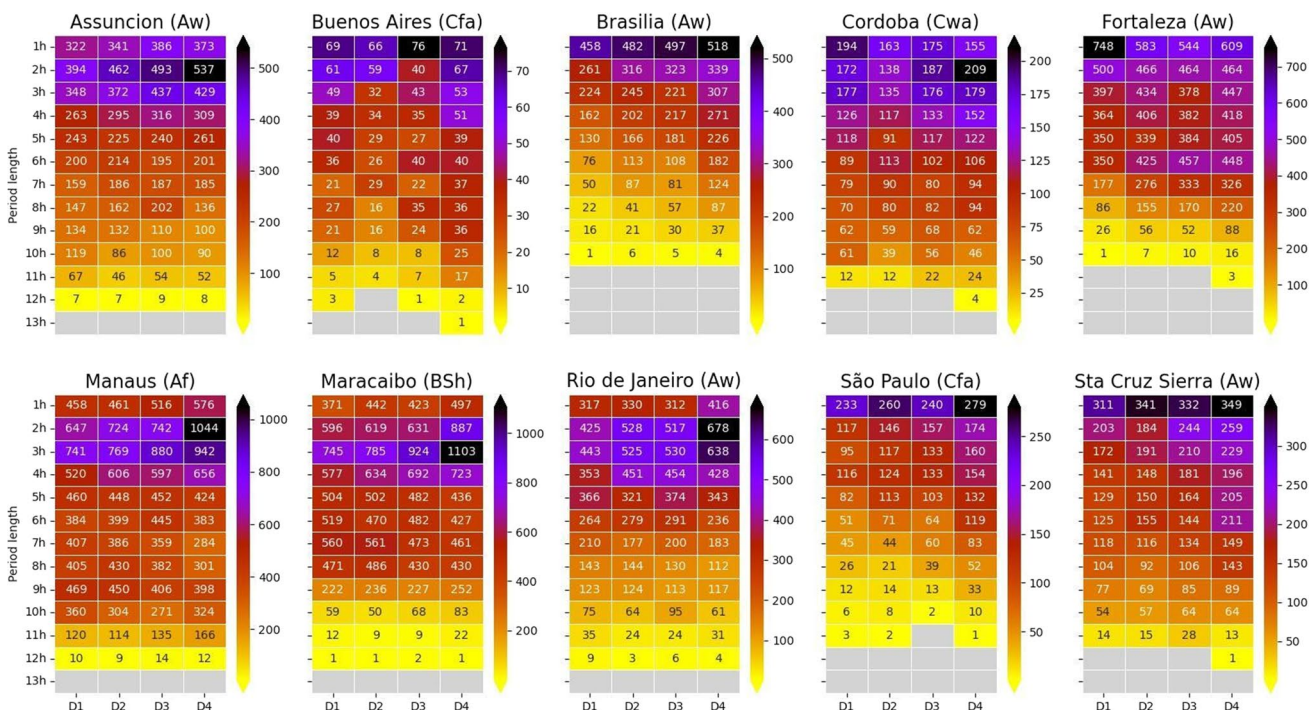 Assuncion (Aw) Buenos Aires (Cfa) Brasilia (Aw) Cordoba (Cwa) Fortaleza (Aw)
Period length
1h 322 341 386 373 69 66 76 71 458 482 497 518 194 163 175 155 748 583 544 609
2h 394 462 493 537 61 59 40 67 261 316 323 339 172 138 187 209 500 466 464 464
3h 348 372 437 429 49 32 43 53 224 245 221 307 177 135 176 179 397 434 378 447
4h 263 295 316 309 39 34 35 51 162 202 217 271 126 117 133 152 364 406 382 418
5h 243 225 240 261 40 29 27 39 130 166 181 226 118 91 117 122 350 339 384 405
6h 200 214 195 201 36 26 40 40 76 113 108 182 89 113 102 106 350 425 457 448
7h 159 186 187 185 21 29 22 37 50 87 81 124 79 90 80 94 177 276 333 326
8h 147 162 202 136 27 16 35 36 22 41 57 87 70 80 82 94 86 155 170 220
9h 134 132 110 100 21 16 24 36 16 21 30 37 62 59 68 62 26 56 52 88
10h 119 86 100 90 12 8 8 25 1 6 5 4 61 39 56 46 1 7 10 16
11h 67 46 54 52 5 4 7 17 12 12 22 24 3
12h 7 7 9 8 3 1 2 4
13h 1
500 400 300 200 100
70 60 50 40 30 20 10
500 400 300 200 100
200 175 150 125 100 75 50 25
700 600 500 400 300 200 100
Manaus (Af) Maracaibo (BSh) Rio de Janeiro (Aw) São Paulo (Cfa) Sta Cruz Sierra (Aw)
Period length
1h 458 461 516 576 371 442 423 497 317 330 312 416 233 260 240 279 311 341 332 349
2h 647 724 742 1044 596 619 631 887 425 528 517 678 117 146 157 174 203 184 244 259
3h 741 769 880 942 745 785 924 1103 443 525 530 638 95 117 133 160 172 191 210 229
4h 520 606 597 656 577 634 692 723 353 451 454 428 116 124 133 154 141 148 181 196
5h 460 448 452 424 504 502 482 436 366 321 374 343 82 113 103 132 129 150 164 205
6h 384 399 445 383 519 470 482 427 264 279 291 236 51 71 64 119 125 155 144 211
7h 407 386 359 284 560 561 473 461 210 177 200 183 45 44 60 83 118 116 134 149
8h 405 430 382 301 471 486 430 430 143 144 130 112 26 21 39 52 104 92 106 143
9h 469 450 406 398 222 236 227 252 123 124 113 117 12 14 13 33 77 69 85 89
10h 360 304 271 324 59 50 68 83 75 64 95 61 6 8 2 10 54 57 64 64
11h 120 114 135 166 12 9 9 22 35 24 24 31 3 2 1 14 15 28 13
12h 10 9 14 12 1 1 2 1 9 3 6 4 1
13h
1000 800 600 400 200
1000 800 600 400 200
600 500 400 300 200 100
250 200 150 100 50
300 250 200 150 100 50
D1 D2 D3 D4 D1 D2 D3 D4 D1 D2 D3 D4 D1 D2 D3 D4 D1 D2 D3 D4